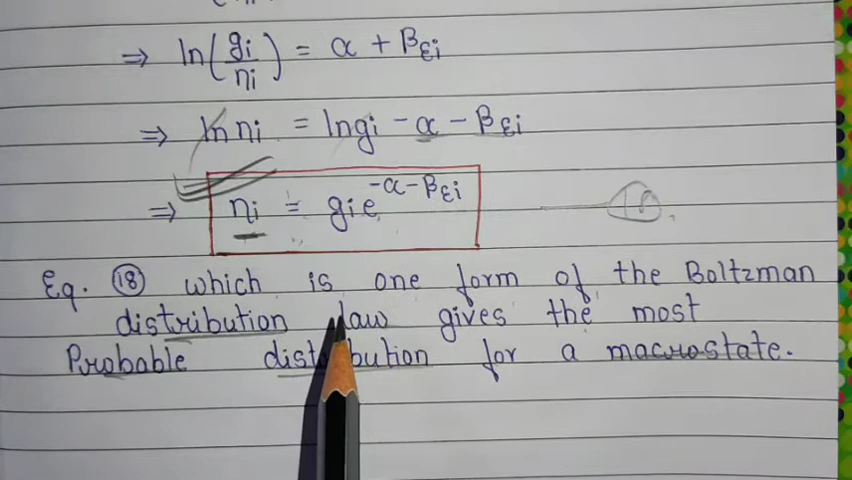 ⇒ ln(gi/ni) = α + βεi
⇒ ln ni = ln gi - α - βεi
⇒ ni = gi e^(-α-βεi) — 18
Eq. 18 which is one form of the Boltzman
distribution law gives the most
Probable distribution for a macrostate.